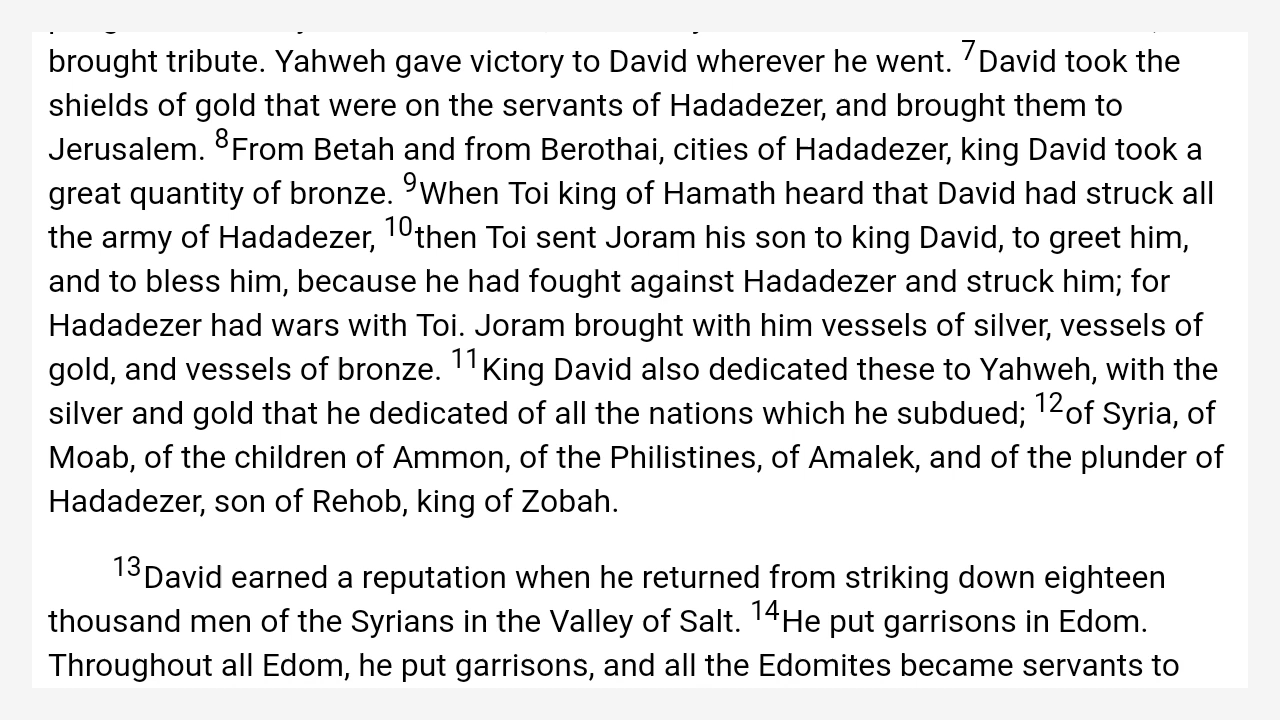 brought tribute. Yahweh gave victory to David wherever he went. 7David took the
shields of gold that were on the servants of Hadadezer, and brought them to
Jerusalem. 8From Betah and from Berothai, cities of Hadadezer, king David took a
great quantity of bronze. 9When Toi king of Hamath heard that David had struck all
the army of Hadadezer, 10then Toi sent Joram his son to king David, to greet him,
and to bless him, because he had fought against Hadadezer and struck him; for
Hadadezer had wars with Toi. Joram brought with him vessels of silver, vessels of
gold, and vessels of bronze. 11King David also dedicated these to Yahweh, with the
silver and gold that he dedicated of all the nations which he subdued; 12of Syria, of
Moab, of the children of Ammon, of the Philistines, of Amalek, and of the plunder of
Hadadezer, son of Rehob, king of Zobah.
13David earned a reputation when he returned from striking down eighteen
thousand men of the Syrians in the Valley of Salt. 14He put garrisons in Edom.
Throughout all Edom, he put garrisons, and all the Edomites became servants to